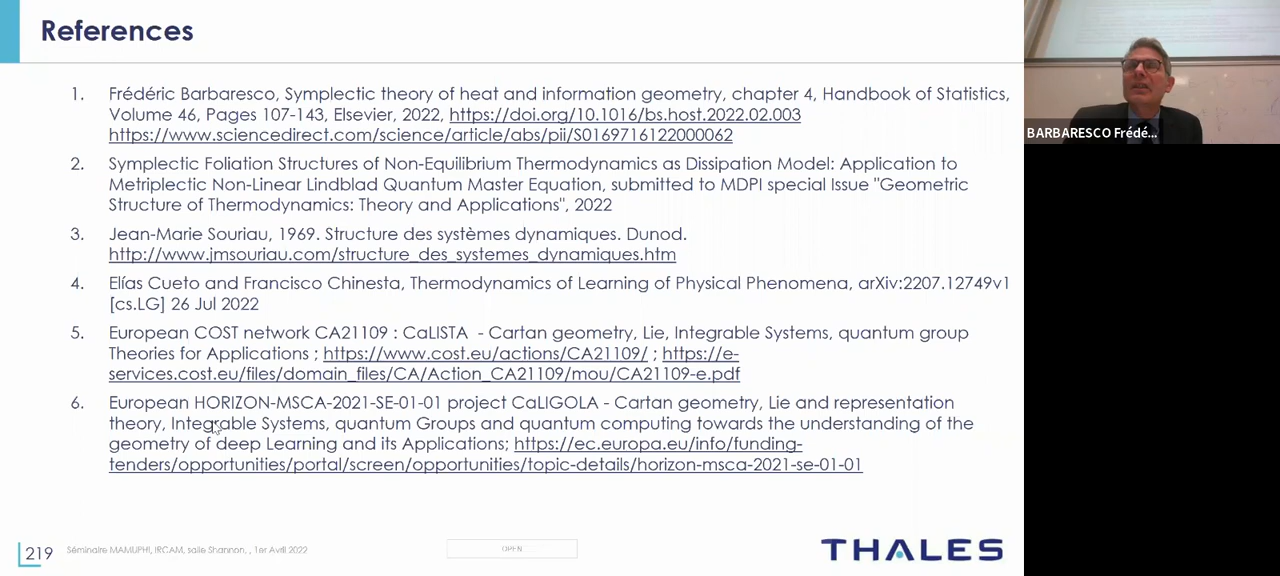 References
1. Frédéric Barbaresco, Symplectic theory of heat and information geometry, chapter 4, Handbook of Statistics,
Volume 46, Pages 107-143, Elsevier, 2022, https://doi.org/10.1016/bs.host.2022.02.003
https://www.sciencedirect.com/science/article/abs/pii/S0169716122000062
2. Symplectic Foliation Structures of Non-Equilibrium Thermodynamics as Dissipation Model: Application to
Metriplectic Non-Linear Lindblad Quantum Master Equation, submitted to MDPI special Issue "Geometric
Structure of Thermodynamics: Theory and Applications", 2022
3. Jean-Marie Souriau, 1969. Structure des systèmes dynamiques. Dunod.
http://www.jmsouriau.com/structure_des_systemes_dynamiques.htm
4. Elías Cueto and Francisco Chinesta, Thermodynamics of Learning of Physical Phenomena, arXiv:2207.12749v1
[cs.LG] 26 Jul 2022
5. European COST network CA21109 : CaLISTA - Cartan geometry, Lie, Integrable Systems, quantum group
Theories for Applications ; https://www.cost.eu/actions/CA21109/ ; https://e-
services.cost.eu/files/domain_files/CA/Action_CA21109/mou/CA21109-e.pdf
6. European HORIZON-MSCA-2021-SE-01-01 project CaLIGOLA - Cartan geometry, Lie and representation
theory, Integrable Systems, quantum Groups and quantum computing towards the understanding of the
geometry of deep Learning and its Applications; https://ec.europa.eu/info/funding-
tenders/opportunities/portal/screen/opportunities/topic-details/horizon-msca-2021-se-01-01
219 Séminaire MAMUPHI, IRCAM, salle Shannon, , 1er Avril 2022
OPEN
THALES
BARBARESCO Frédé...